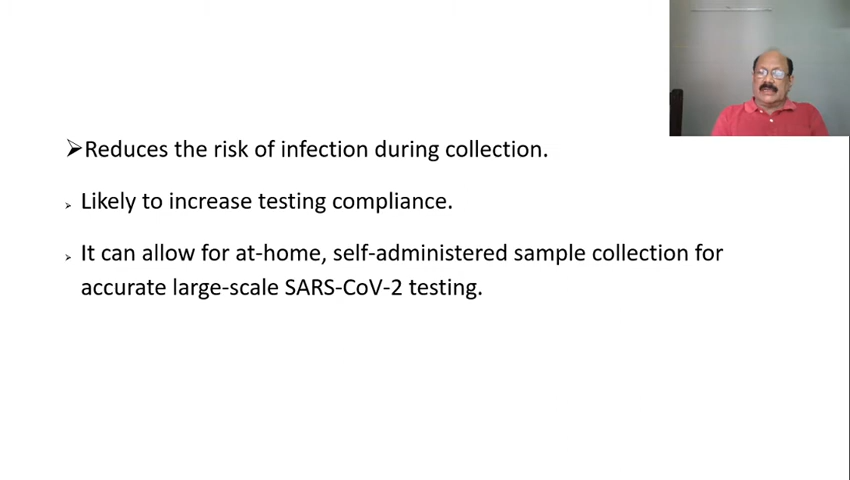 ➢Reduces the risk of infection during collection.
➢ Likely to increase testing compliance.
➢ It can allow for at-home, self-administered sample collection for
accurate large-scale SARS-CoV-2 testing.